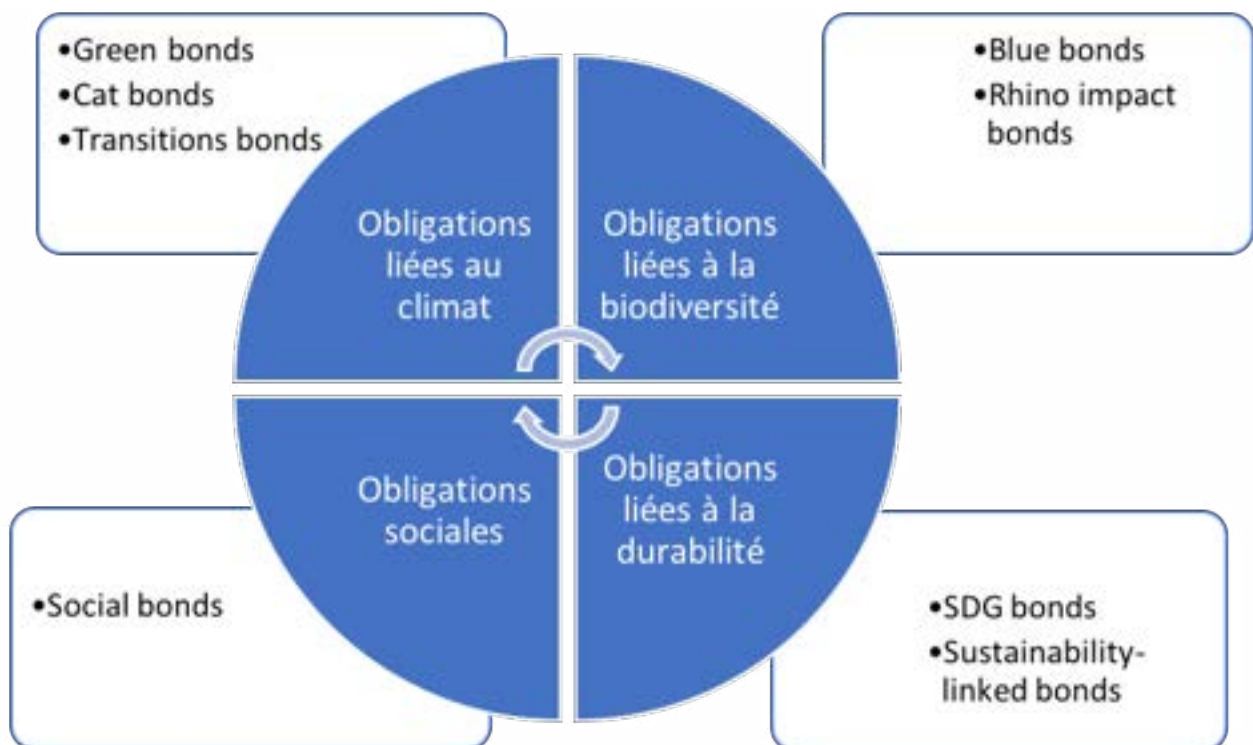 •Green bonds
•Cat bonds
•Transitions bonds
•Blue bonds
•Rhino impact
bonds
Obligations
liées au
climat
Obligations
liées à la
biodiversité
Obligations
sociales
Obligations
liées à la
durabilité
•Social bonds
•SDG bonds
•Sustainability-
linked bonds